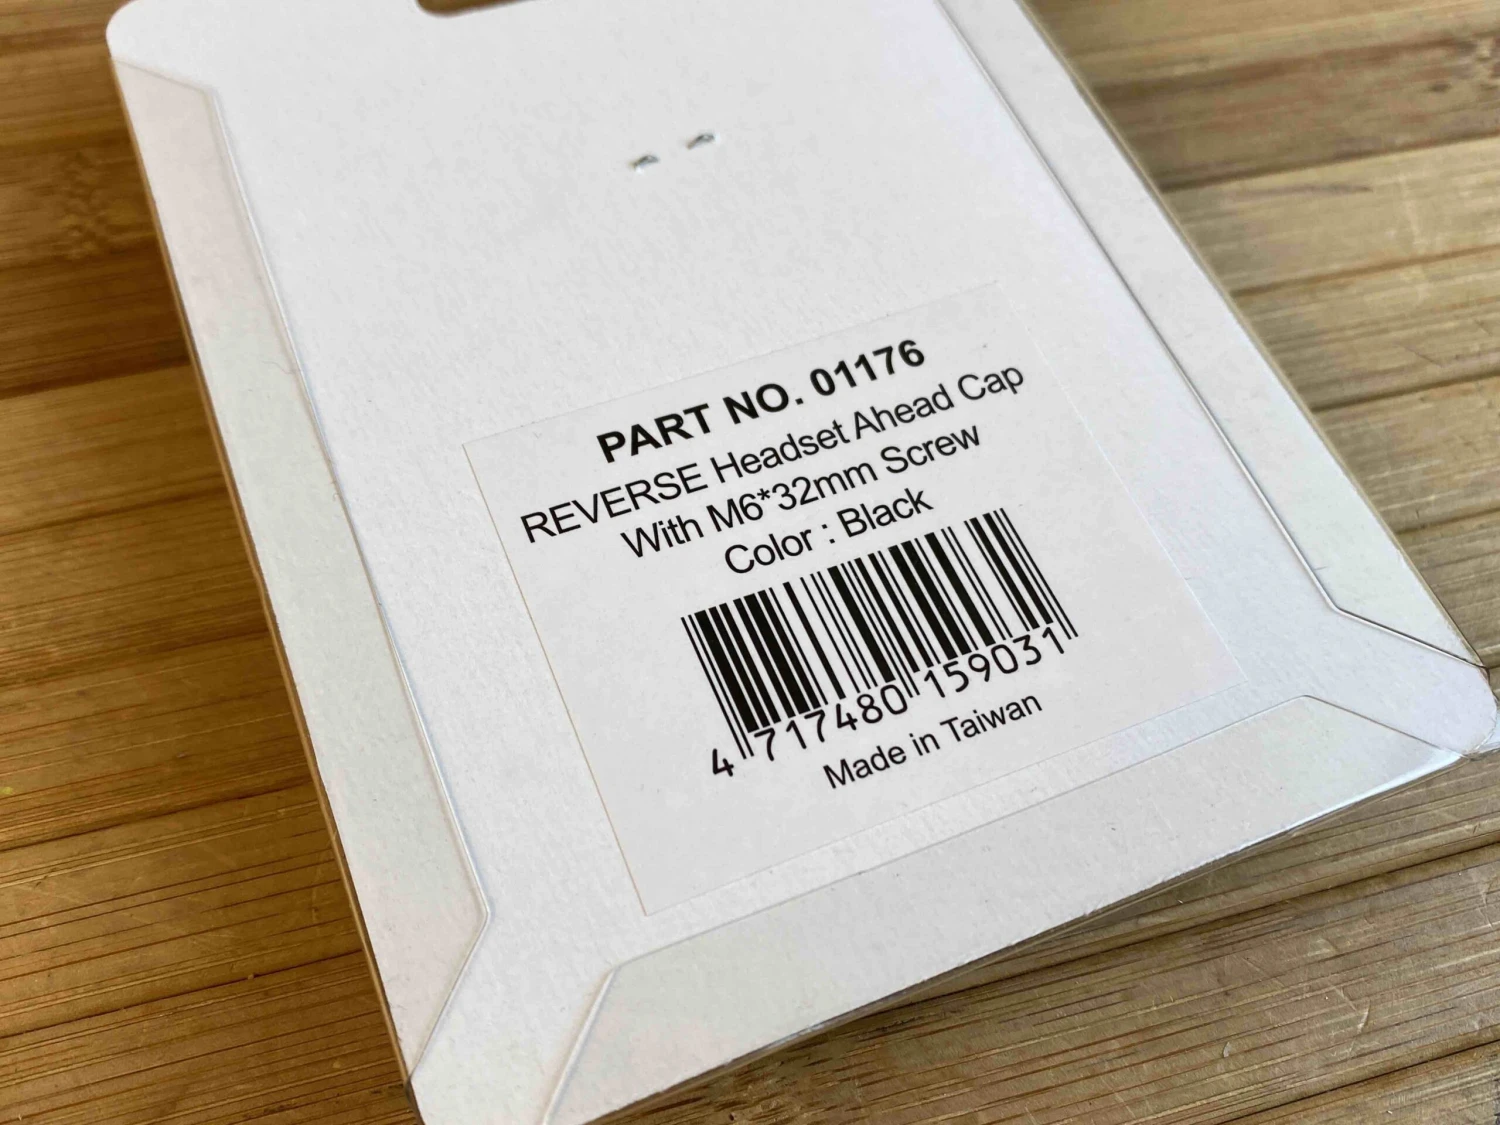 PART NO. 01176
REVERSE Headset Ahead Cap
With M6*32mm Screw
Color : Black
4 717480 159031
Made in Taiwan